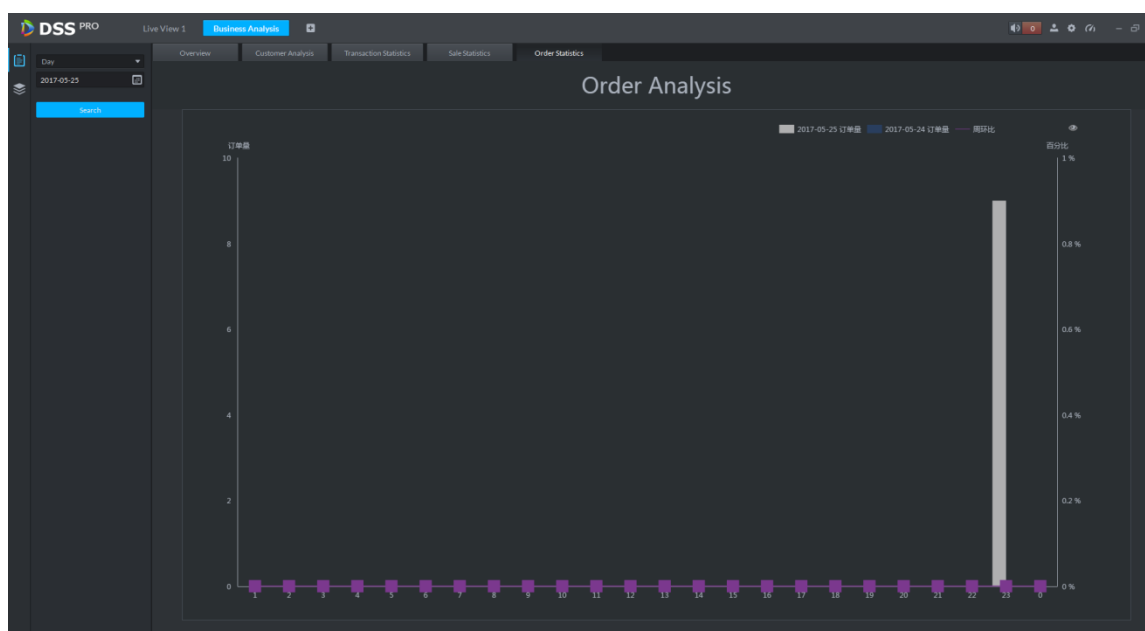 DSS PRO Live View 1 Business Analysis 0
Overview Customer Analysis Transaction Statistics Sale Statistics Order Statistics
Day
2017-05-25
Search
Order Analysis
2017-05-25 订单量 2017-05-24 订单量 周环比
订单量 百分比
10 1 %
8 0.8 %
6 0.6 %
4 0.4 %
2 0.2 %
0 0 %
1 2 3 4 5 6 7 8 9 10 11 12 13 14 15 16 17 18 19 20 21 22 23 0